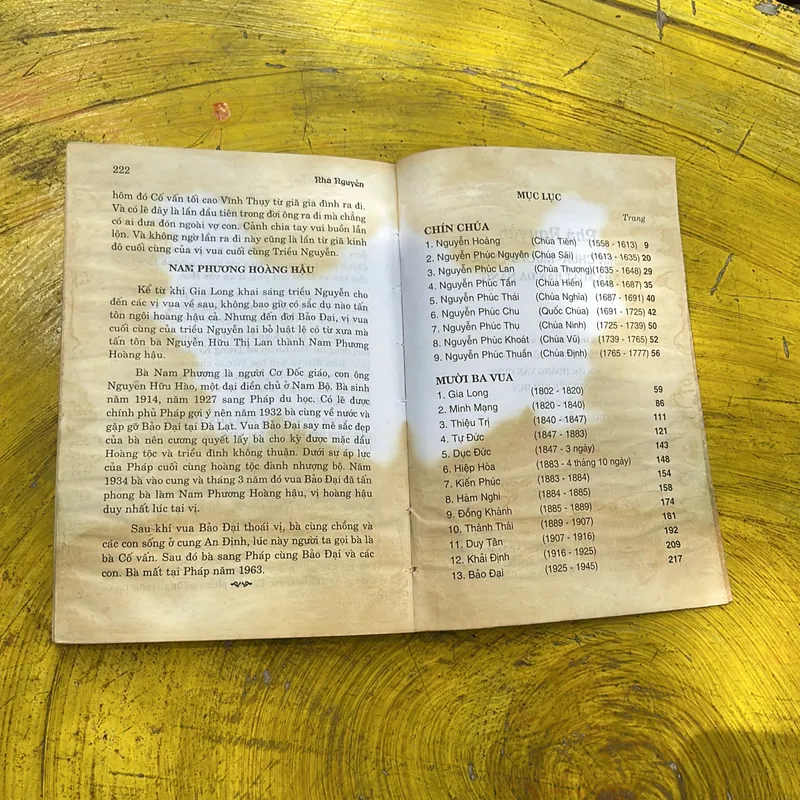 222
Nhà Nguyễn
hôm đó Cố vấn tối cao Vĩnh Thụy từ giã gia đình ra đi.
Và có lẽ đây là lần đầu tiên trong đời ông ra đi mà chẳng
có ai đưa đón ngoài vợ con. Cảnh chia tay vui buồn lẫn
lộn. Và không ngờ lần ra đi này cũng là lần từ giã kinh
đô cuối cùng của vị vua cuối cùng Triều Nguyễn.
NAM PHƯƠNG HOÀNG HẬU
Kể từ khi Gia Long khai sáng triều Nguyễn cho
đến các vị vua về sau, không bao giờ có sắc dụ nào tấn
tôn ngôi hoàng hậu cả. Nhưng đến đời Bảo Đại, vị vua
cuối cùng của triều Nguyễn lại bỏ luật lệ có từ xưa mà
tấn tôn bà Nguyễn Hữu Thị Lan thành Nam Phương
Hoàng hậu.
Bà Nam Phương là người Cơ Đốc giáo, con ông
Nguyễn Hữu Hào, một đại điền chủ ở Nam Bộ. Bà sinh
năm 1914, năm 1927 sang Pháp du học. Có lẽ được
chính phủ Pháp gợi ý nên năm 1932 bà cùng về nước và
gặp gỡ Bảo Đại tại Đà Lạt. Vua Bảo Đại say mê sắc đẹp
của bà nên cương quyết lấy bà cho kỳ được mặc dầu
Hoàng tộc và triều đình không thuận. Dưới sự áp lực
của Pháp cuối cùng hoàng tộc đành nhượng bộ. Năm
1934 bà vào cung và tháng 3 năm đó vua Bảo Đại đã tấn
phong bà làm Nam Phương Hoàng hậu, vị hoàng hậu
duy nhất lúc tại vị.
Sau khi vua Bảo Đại thoái vị, bà cùng chồng và
các con sống ở cung An Định, lúc này người ta gọi bà là
bà Cố vấn. Sau đó bà sang Pháp cùng Bảo Đại và các
con. Bà mất tại Pháp năm 1963.
MỤC LỤC
Trang
CHÍN CHÚA
1. Nguyễn Hoàng (Chúa Tiên) (1558 - 1613) 9
2. Nguyễn Phúc Nguyên (Chúa Sãi) (1613 - 1635) 20
3. Nguyễn Phúc Lan (Chúa Thượng) (1635 - 1648) 29
4. Nguyễn Phúc Tần (Chúa Hiền) (1648 - 1687) 35
5. Nguyễn Phúc Thái (Chúa Nghĩa) (1687 - 1691) 40
6. Nguyễn Phúc Chu (Quốc Chúa) (1691 - 1725) 42
7. Nguyễn Phúc Thụ (Chúa Ninh) (1725 - 1739) 50
8. Nguyễn Phúc Khoát (Chúa Vũ) (1739 - 1765) 52
9. Nguyễn Phúc Thuần (Chúa Định) (1765 - 1777) 56
MƯỜI BA VUA
1. Gia Long (1802 - 1820) 59
2. Minh Mạng (1820 - 1840) 86
3. Thiệu Trị (1840 - 1847) 111
4. Tự Đức (1847 - 1883) 121
5. Dục Đức (1847 - 3 ngày) 143
6. Hiệp Hòa (1883 - 4 tháng 10 ngày) 148
7. Kiến Phúc (1883 - 1884) 154
8. Hàm Nghi (1884 - 1885) 158
9. Đồng Khánh (1885 - 1889) 174
10. Thành Thái (1889 - 1907) 181
11. Duy Tân (1907 - 1916) 192
12. Khải Định (1916 - 1925) 209
13. Bảo Đại (1925 - 1945) 217